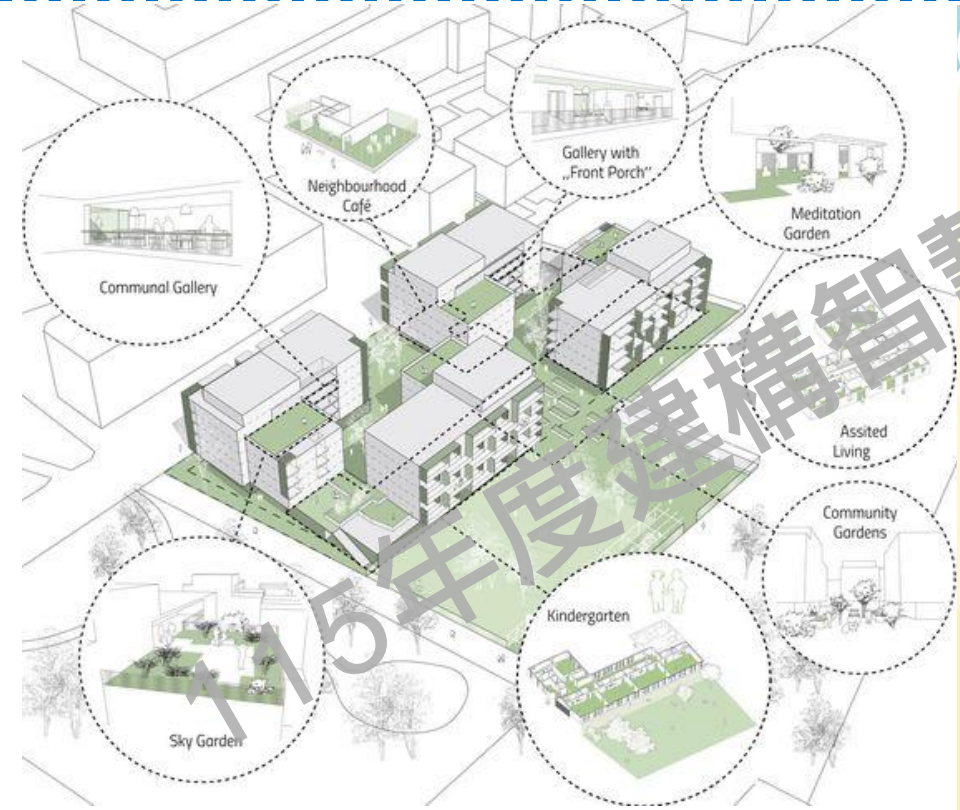 Neighbourhood
Café
Gallery with
„Front Porch“
Meditation
Garden
Communal Gallery
Assited
Living
Community
Gardens
Kindergarten
Sky Garden
115年度建構智慧